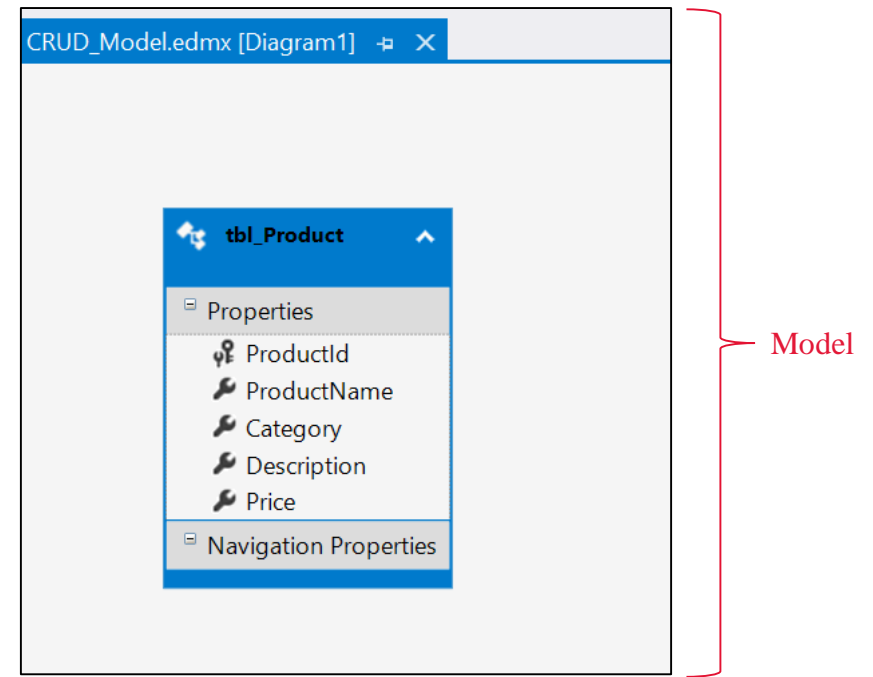 CRUD_Model.edmx [Diagram1]
tbl_Product
Properties
ProductId
ProductName
Category
Description
Price
Navigation Properties
Model